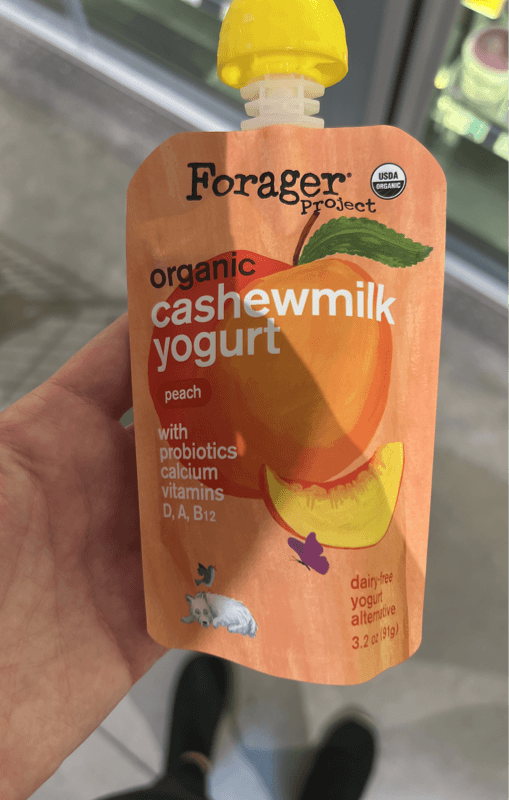 Forager®
Project
USDA
ORGANIC
organic
cashewmilk
yogurt
peach
with
probiotics
calcium
vitamins
D, A, B12
dairy-free
yogurt
alternative
3.2 oz (91g)